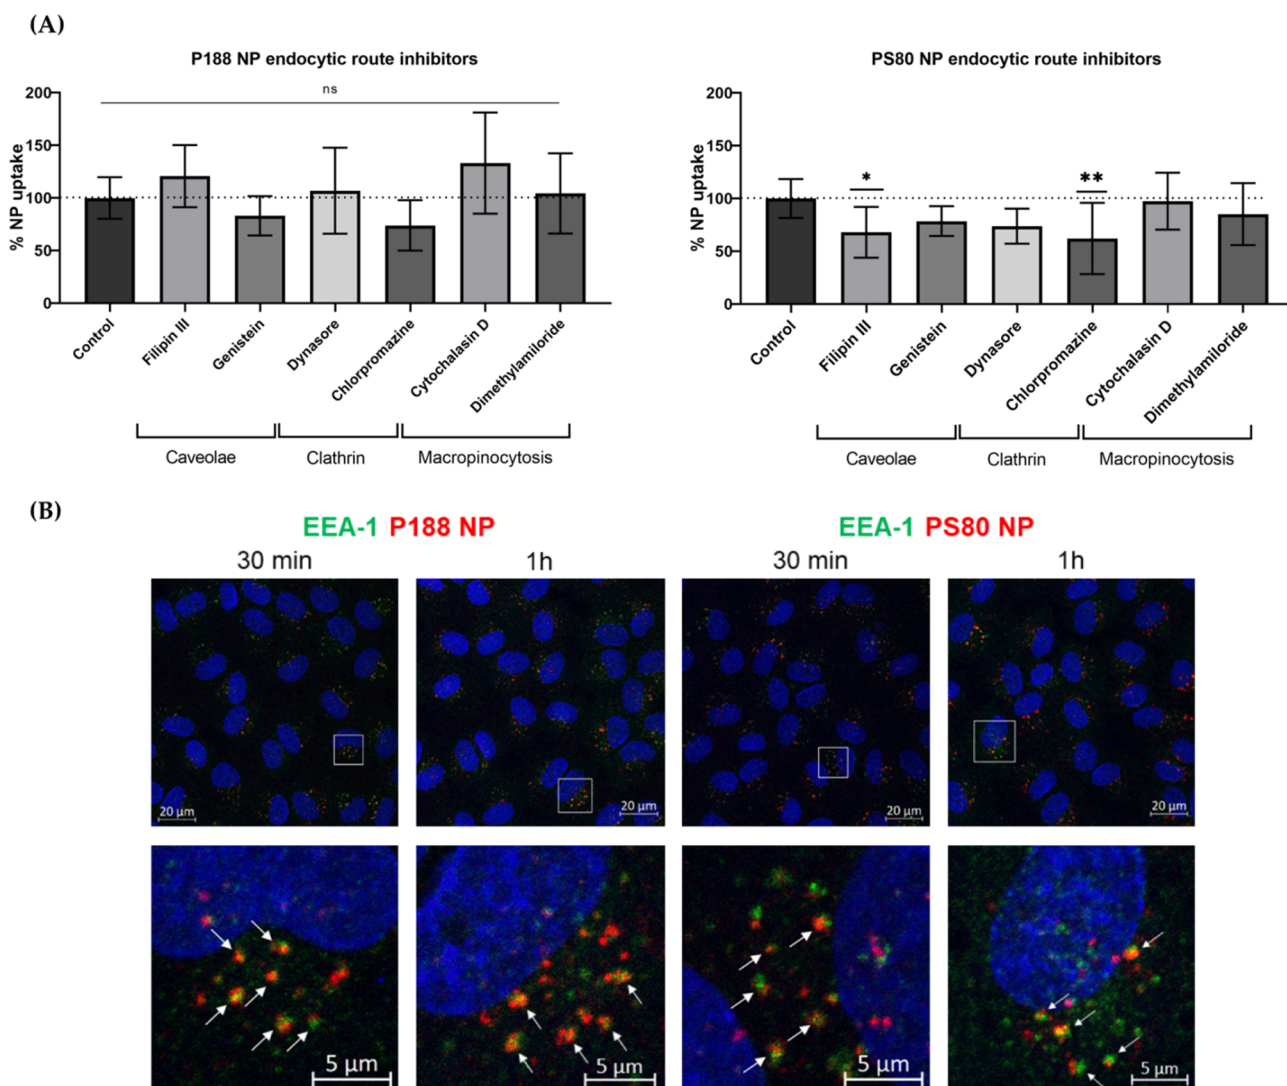 (A)
P188 NP endocytic route inhibitors
ns
200
150
100
50
0
% NP uptake
Control
Filipin III
Genistein
Dynasore
Chlorpromazine
Cytochalasin D
Dimethylamiloride
Caveolae
Clathrin
Macropinocytosis
PS80 NP endocytic route inhibitors
200
150
100
50
0
% NP uptake
*
**
Control
Filipin III
Genistein
Dynasore
Chlorpromazine
Cytochalasin D
Dimethylamiloride
Caveolae
Clathrin
Macropinocytosis
(B)
EEA-1 P188 NP
EEA-1 PS80 NP
30 min
1h
30 min
1h
20 µm
20 µm
20 µm
20 µm
5 µm
5 µm
5 µm
5 µm